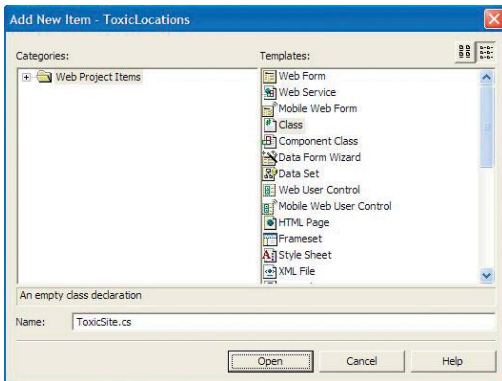 Add New Item - ToxicLocations
Categories:
Templates:
Web Project Items
Web Form
Web Service
Mobile Web Form
Class
Component Class
Data Form Wizard
Data Set
Web User Control
Mobile Web User Control
HTML Page
Frameset
Style Sheet
XML File
An empty class declaration
Name: ToxicSite.cs
Open Cancel Help